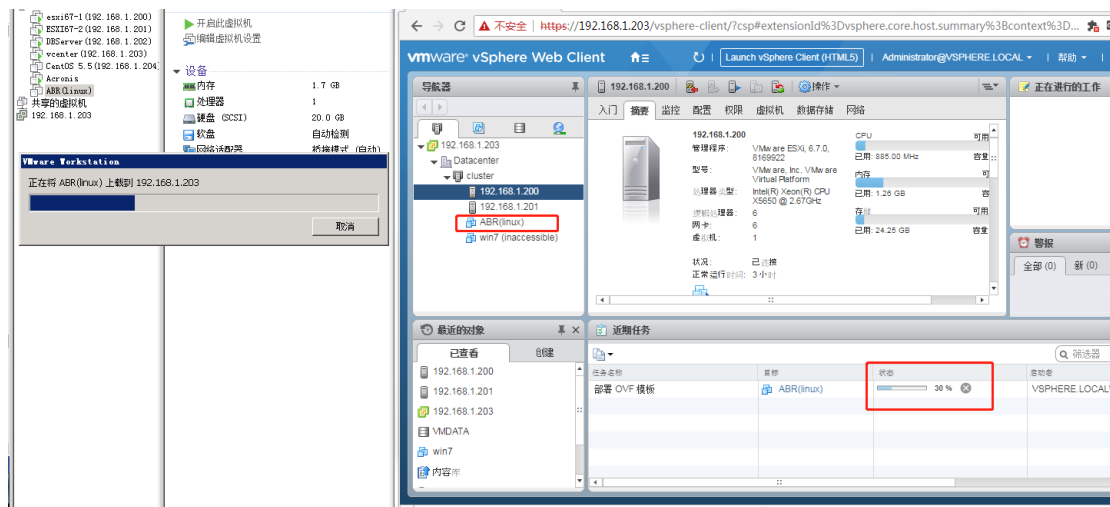 esxi67-1(192.168.1.200)
ESXI67-2(192.168.1.201)
DBServer(192.168.1.202)
vcenter(192.168.1.203)
CentOS 5.5(192.168.1.204
Acronis
ABR(linux)
共享的虚拟机
192.168.1.203
开启此虚拟机
编辑虚拟机设置
设备
内存 1.7 GB
处理器 1
硬盘 (SCSI) 20.0 GB
软盘 自动检测
网络适配器 桥接模式 (自动)
VMware Workstation
正在将 ABR(linux) 上载到 192.168.1.203
取消
不安全 | https://192.168.1.203/vsphere-client/?csp#extensionId%3Dvsphere.core.host.summary%3Bcontext%3D...
vmware® vSphere Web Client
Launch vSphere Client (HTML5) | Administrator@VSPHERE.LOCAL | 帮助
导航器
192.168.1.203
Datacenter
cluster
192.168.1.200
192.168.1.201
ABR(linux)
win7 (inaccessible)
192.168.1.200 操作
入门 摘要 监控 配置 权限 虚拟机 数据存储 网络
192.168.1.200
管理程序: VMware ESXi, 6.7.0, 8169922
型号: VMware, Inc. VMware Virtual Platform
处理器类型: Intel(R) Xeon(R) CPU X5650 @ 2.67GHz
逻辑处理器: 6
网卡: 6
虚拟机: 1
状况: 已连接
正常运行时间: 3 小时
CPU 可用
已用: 885.00 MHz 容量:
内存 可
已用: 1.26 GB 容
存储 可用
已用: 24.25 GB 容量
正在进行的工作
警报
全部 (0) 新 (0)
最近的对象
已查看 创建
192.168.1.200
192.168.1.201
192.168.1.203
VMDATA
win7
内容库
近期任务
筛选器
任务名称 目标 状态 启动者
部署 OVF 模板 ABR(linux) 30 % VSPHERE.LOCAL\